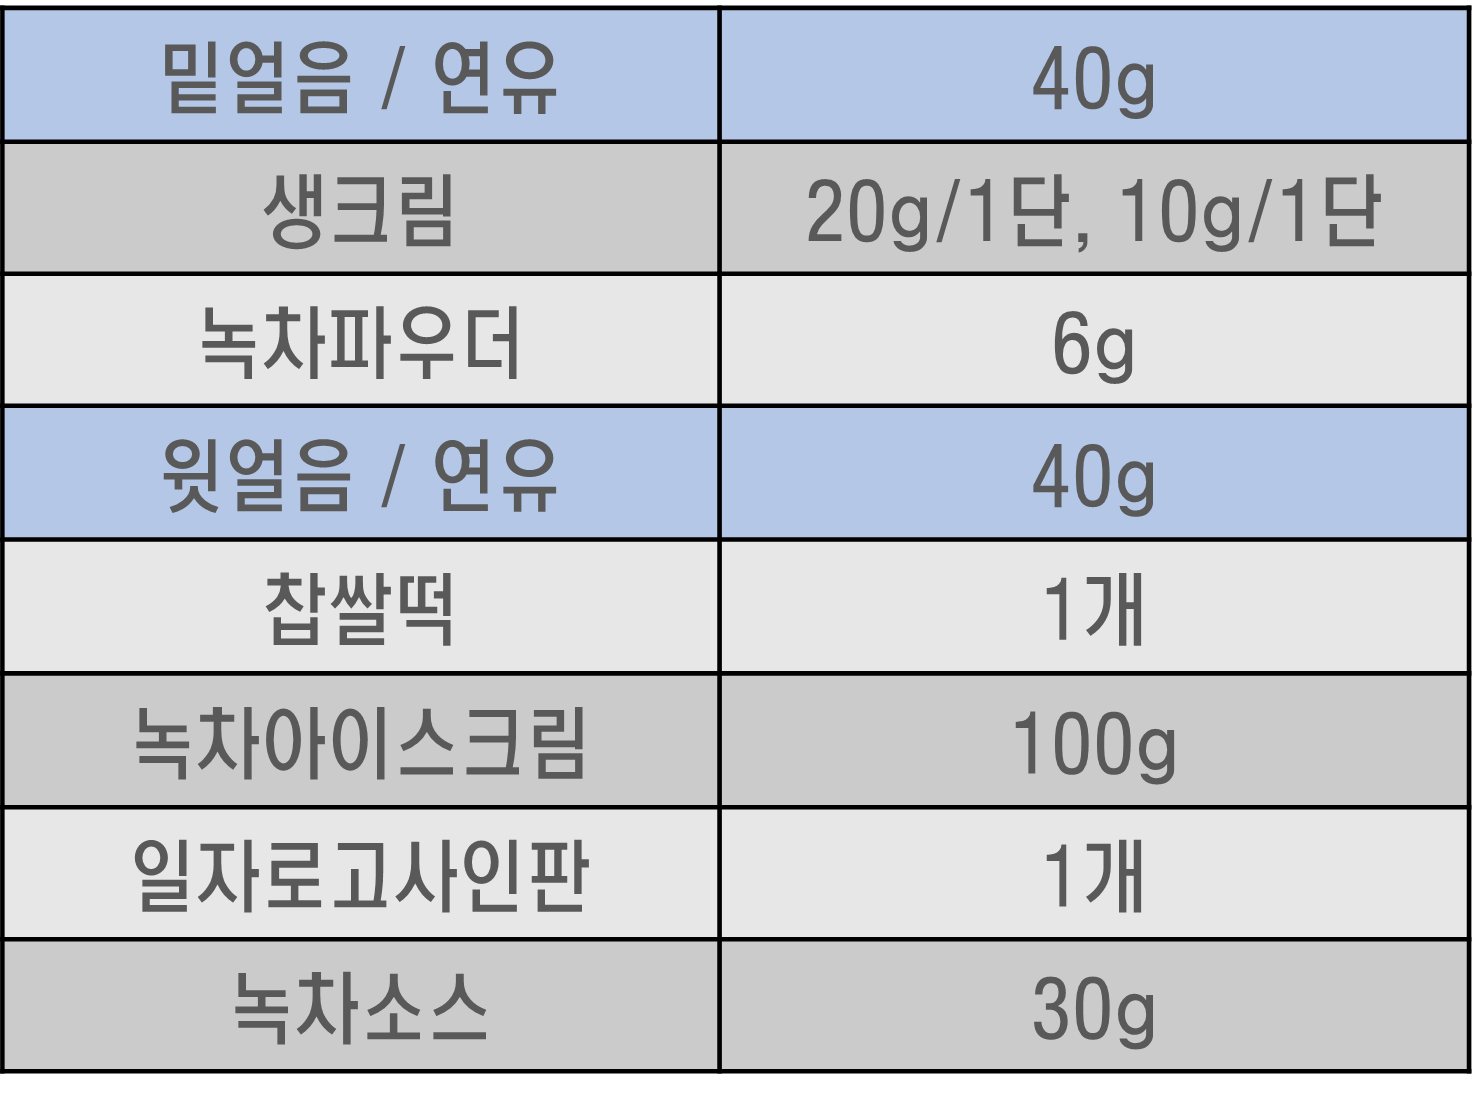 밑얼음 / 연유 40g
생크림 20g/1단, 10g/1단
녹차파우더 6g
윗얼음 / 연유 40g
찹쌀떡 1개
녹차아이스크림 100g
일자로고사인판 1개
녹차소스 30g